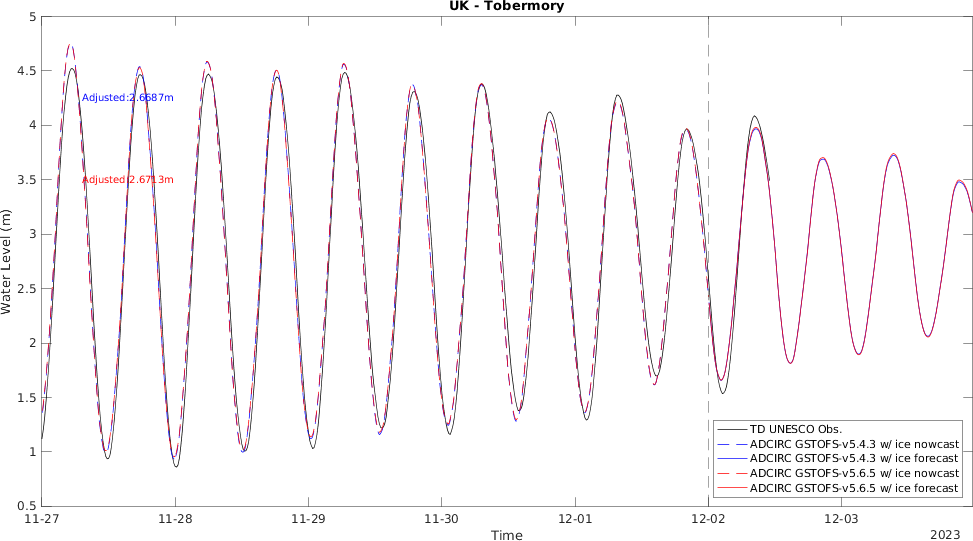 UK - Tobermory
5
4.5
4
3.5
3
2.5
2
1.5
1
0.5
Water Level (m)
Adjusted:2.6687m
Adjusted:2.6713m
TD UNESCO Obs.
ADCIRC GSTOFS-v5.4.3 w/ ice nowcast
ADCIRC GSTOFS-v5.4.3 w/ ice forecast
ADCIRC GSTOFS-v5.6.5 w/ ice nowcast
ADCIRC GSTOFS-v5.6.5 w/ ice forecast
11-27 11-28 11-29 11-30 12-01 12-02 12-03
Time
2023